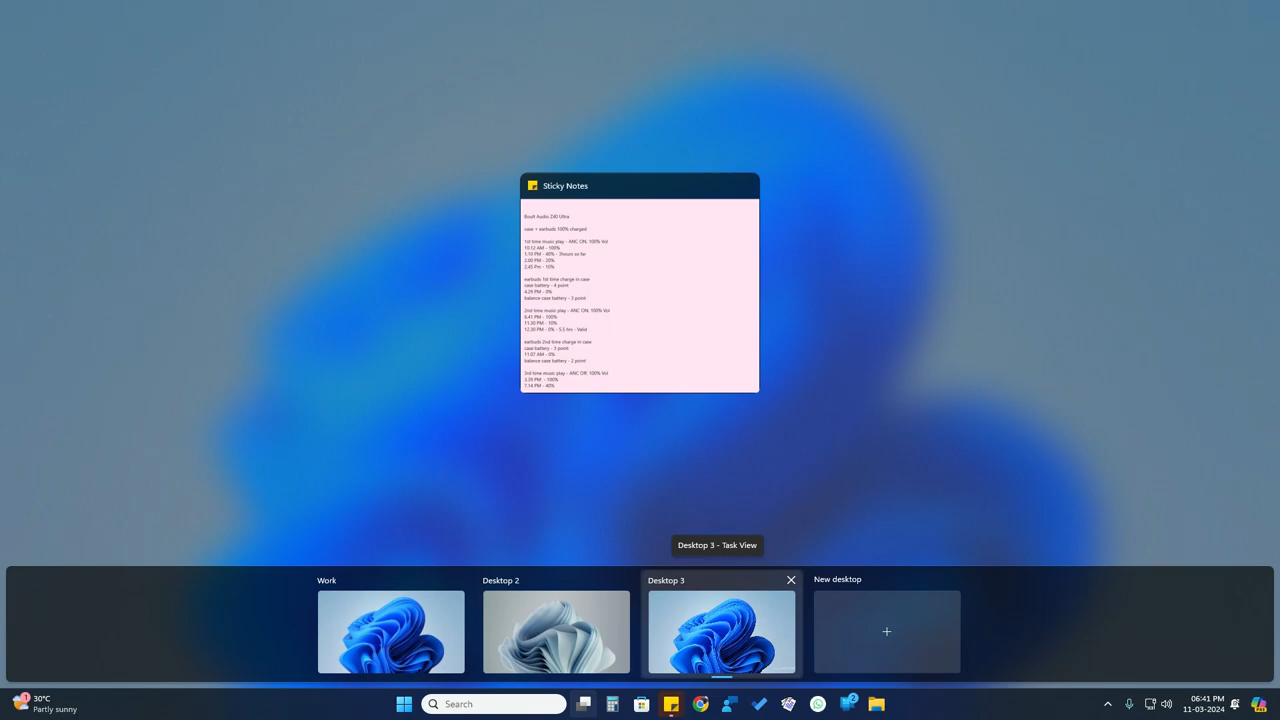 Sticky Notes
Boult Audio Z40 Ultra
case + earbuds 100% charged
1st time music play - ANC ON, 100% Vol
10.12 AM - 100%
1.10 PM - 40% - 3hours so far
2.00 PM - 20%
2.45 Pm - 10%
earbuds 1st time charge in case
case battery - 4 point
4.29 PM - 0%
balance case battery - 3 point
2nd time music play - ANC ON, 100% Vol
6.41 PM - 100%
11.30 PM - 10%
12.30 PM - 0% - 5.5 hrs - Valid
earbuds 2nd time charge in case
case battery - 3 point
11.07 AM - 0%
balance case battery - 2 point
3rd time music play - ANC Off, 100% Vol
3.39 PM - 100%
7.14 PM - 40%
Desktop 3 - Task View
Work
Desktop 2
Desktop 3
New desktop
1
30°C
Partly sunny
Search
2
06:41 PM
11-03-2024